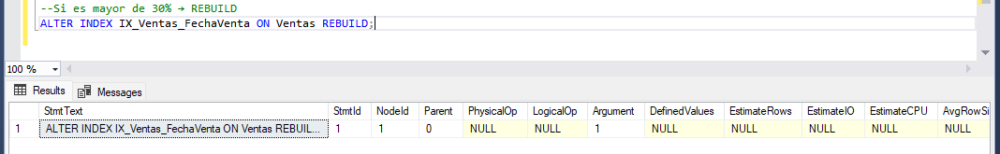 --Si es mayor de 30% → REBUILD
ALTER INDEX IX_Ventas_FechaVenta ON Ventas REBUILD;
100 %
Results Messages
StmtText StmtId NodeId Parent PhysicalOp LogicalOp Argument DefinedValues EstimateRows EstimateIO EstimateCPU AvgRowSi
1 ALTER INDEX IX_Ventas_FechaVenta ON Ventas REBUIL... 1 1 0 NULL NULL 1 NULL NULL NULL NULL NULL